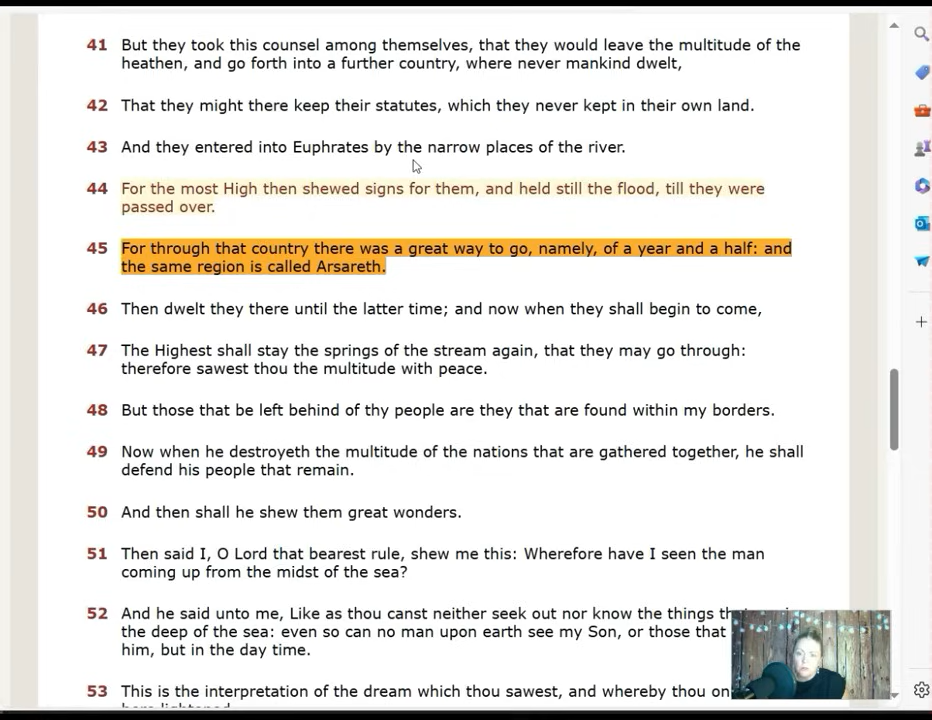 41 But they took this counsel among themselves, that they would leave the multitude of the
heathen, and go forth into a further country, where never mankind dwelt,
42 That they might there keep their statutes, which they never kept in their own land.
43 And they entered into Euphrates by the narrow places of the river.
44 For the most High then shewed signs for them, and held still the flood, till they were
passed over.
45 For through that country there was a great way to go, namely, of a year and a half: and
the same region is called Arsareth.
46 Then dwelt they there until the latter time; and now when they shall begin to come,
47 The Highest shall stay the springs of the stream again, that they may go through:
therefore sawest thou the multitude with peace.
48 But those that be left behind of thy people are they that are found within my borders.
49 Now when he destroyeth the multitude of the nations that are gathered together, he shall
defend his people that remain.
50 And then shall he shew them great wonders.
51 Then said I, O Lord that bearest rule, shew me this: Wherefore have I seen the man
coming up from the midst of the sea?
52 And he said unto me, Like as thou canst neither seek out nor know the things
the deep of the sea: even so can no man upon earth see my Son, or those that
him, but in the day time.
53 This is the interpretation of the dream which thou sawest, and whereby thou